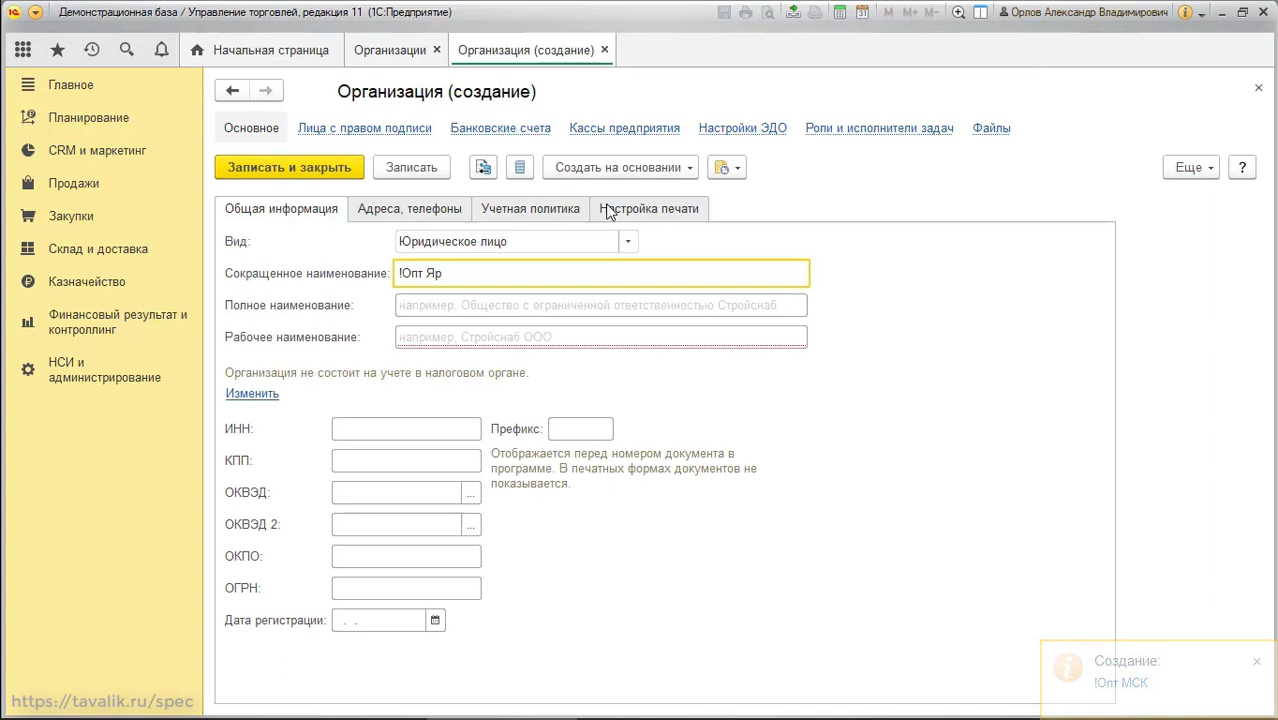 Демонстрационная база / Управление торговлей, редакция 11 (1С:Предприятие)
M M+ M-
Орлов Александр Владимирович
Начальная страница
Организации
Организация (создание)
Главное
Планирование
CRM и маркетинг
Продажи
Закупки
Склад и доставка
Казначейство
Финансовый результат и
контроллинг
НСИ и
администрирование
Организация (создание)
Основное Лица с правом подписи Банковские счета Кассы предприятия Настройки ЭДО Роли и исполнители задач Файлы
Записать и закрыть Записать Создать на основании Еще ?
Общая информация Адреса, телефоны Учетная политика Настройка печати
Вид: Юридическое лицо
Сокращенное наименование: !Опт Яр
Полное наименование: например, Общество с ограниченной ответственностью Стройснаб
Рабочее наименование: например, Стройснаб ООО
Организация не состоит на учете в налоговом органе.
Изменить
ИНН: Префикс:
Отображается перед номером документа в
программе. В печатных формах документов не
показывается.
КПП:
ОКВЭД: ...
ОКВЭД 2: ...
ОКПО:
ОГРН:
Дата регистрации: . .
Создание:
!Опт МСК
https://tavalik.ru/spec